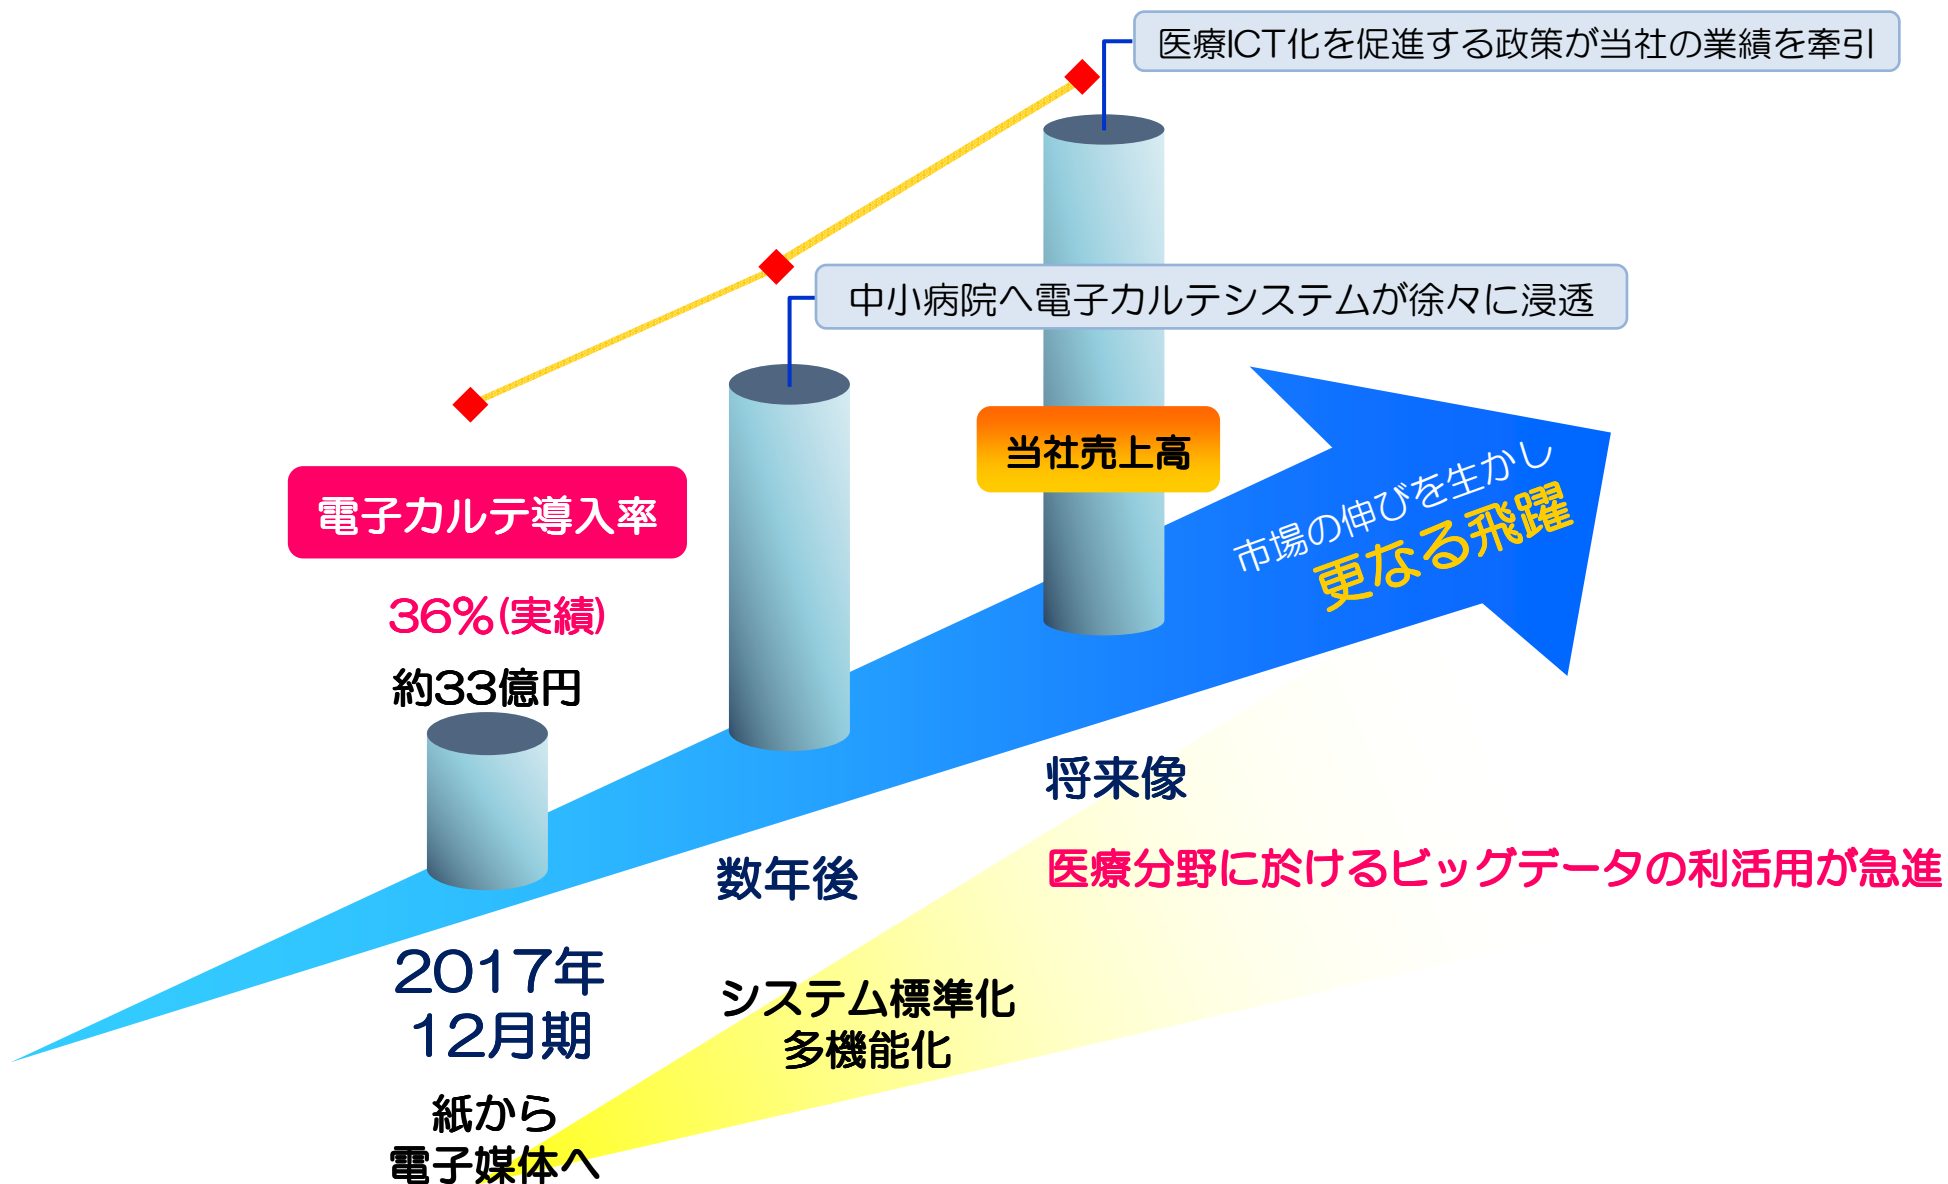 医療ICT化を促進する政策が当社の業績を牽引
中小病院へ電子カルテシステムが徐々に浸透
当社売上高
市場の伸びを生かし
更なる飛躍
電子カルテ導入率
36%(実績)
約33億円
将来像
医療分野に於けるビッグデータの利活用が急進
数年後
システム標準化
多機能化
2017年
12月期
紙から
電子媒体へ